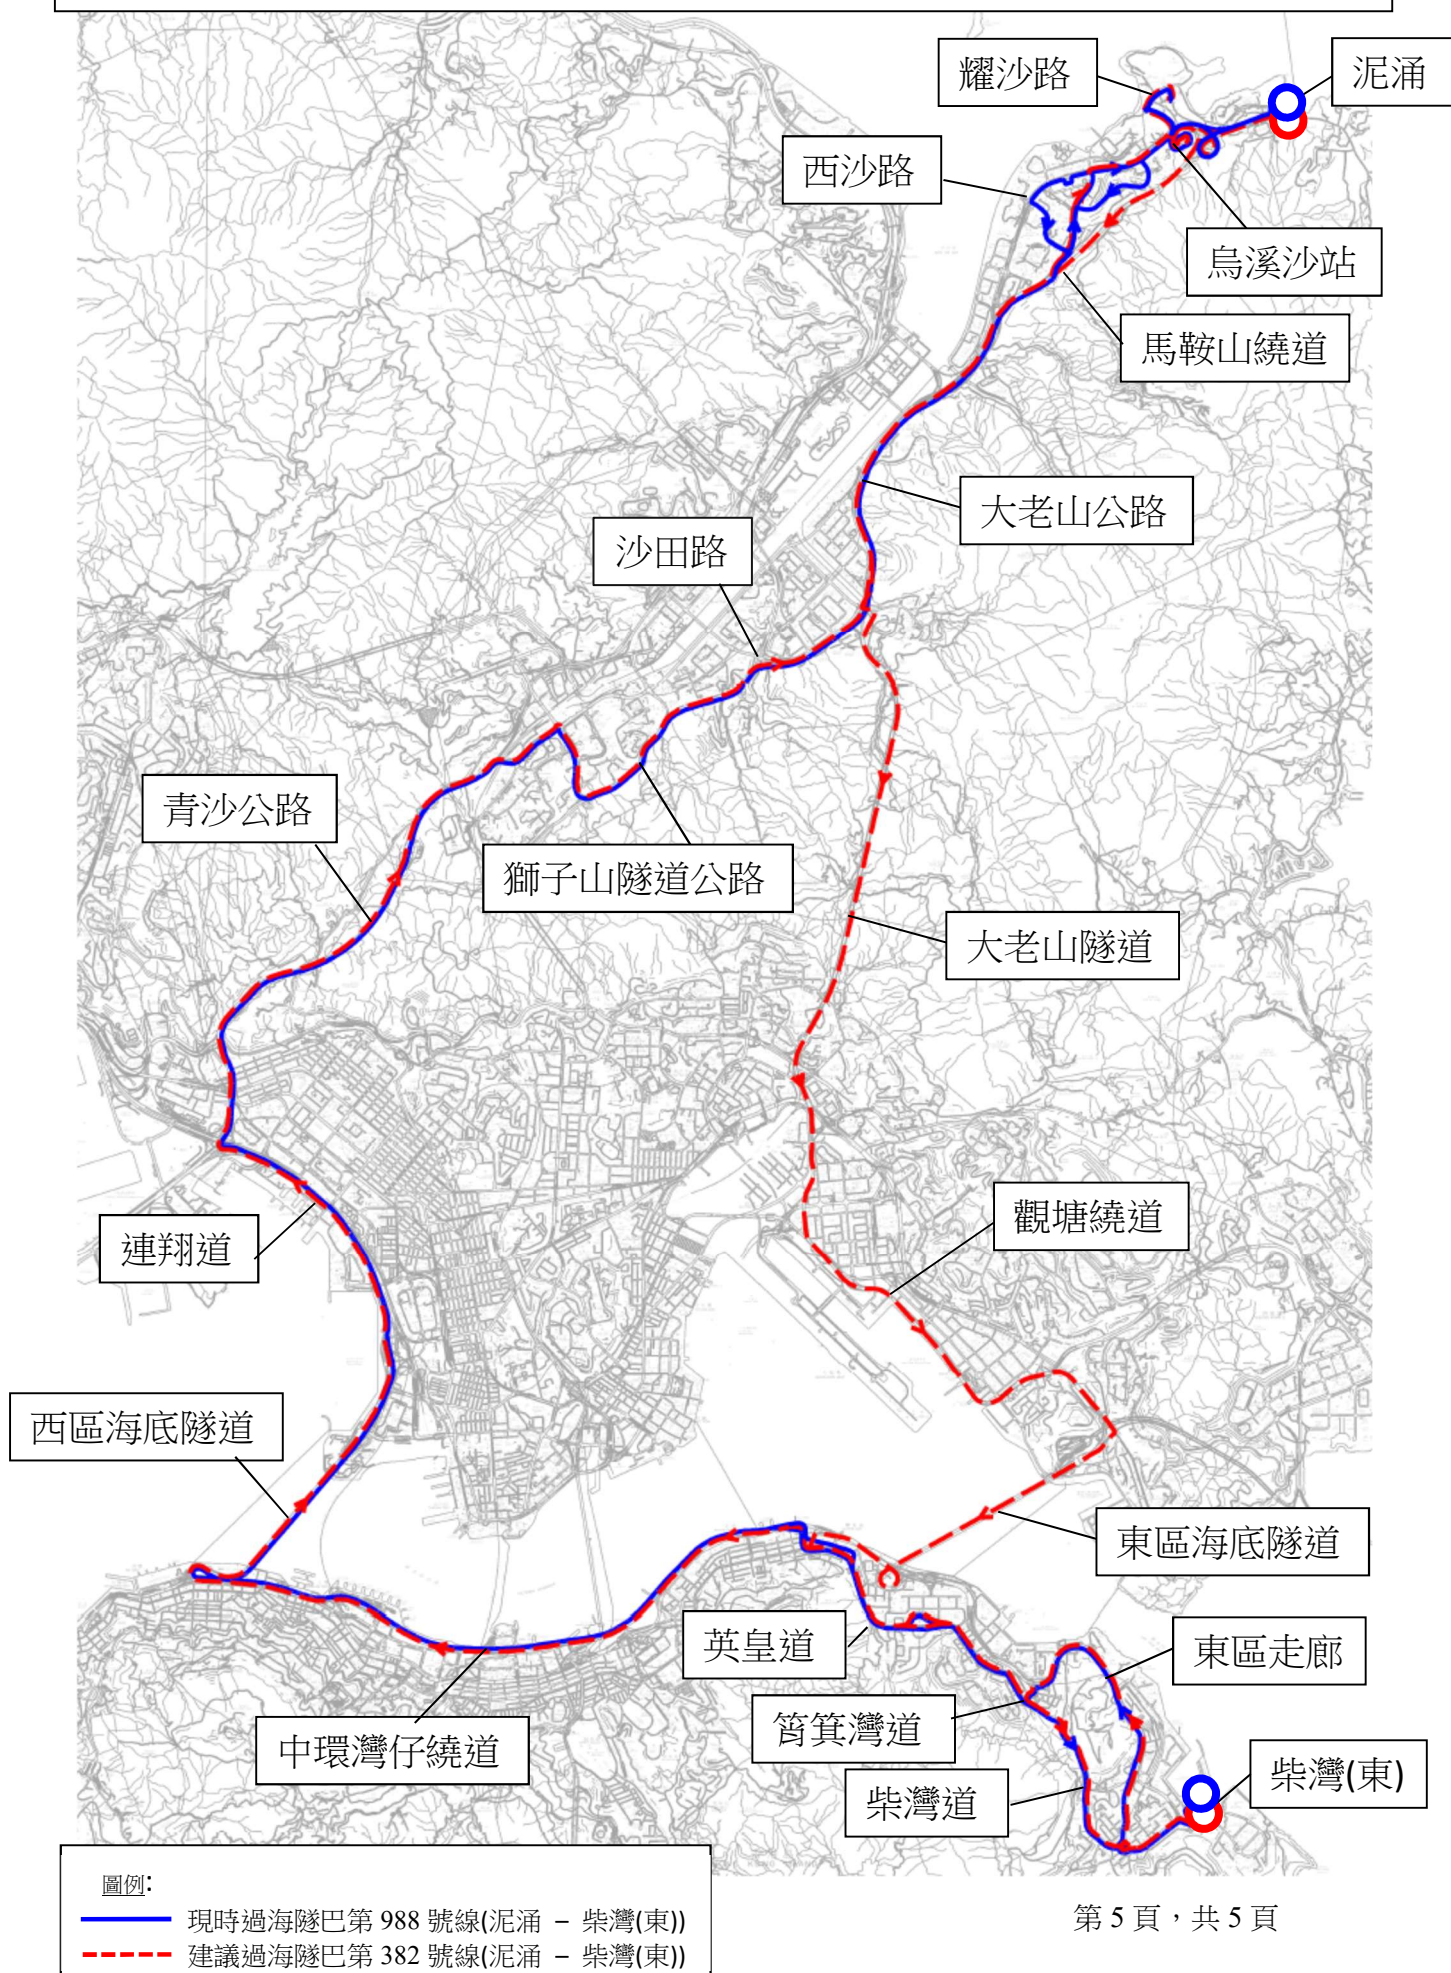 耀沙路
泥涌
西沙路
烏溪沙站
馬鞍山繞道
大老山公路
沙田路
青沙公路
獅子山隧道公路
大老山隧道
觀塘繞道
連翔道
西區海底隧道
東區海底隧道
英皇道
東區走廊
筲箕灣道
中環灣仔繞道
柴灣(東)
柴灣道
圖例:
現時過海隧巴第 988 號線(泥涌 – 柴灣(東))
建議過海隧巴第 382 號線(泥涌 – 柴灣(東))
第 5 頁，共 5 頁